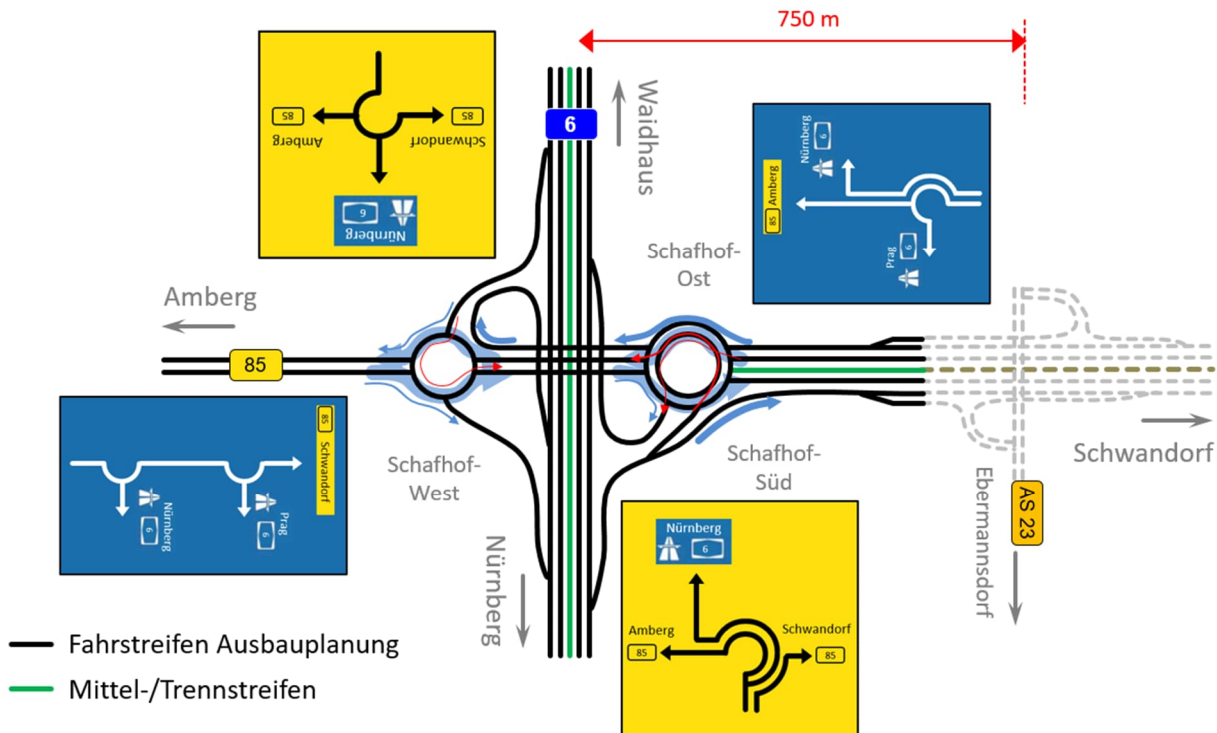 750 m
6
Waidhaus
85
Amberg
85
Schwandorf
6
Nürnberg
Nürnberg
6
85 Amberg
Prag
6
Schafhof-
Ost
Amberg
85
85 Schwandorf
Nürnberg
6
Prag
6
Schafhof-
West
Schafhof-
Süd
Schwandorf
Ebermannsdorf
AS 23
Nürnberg
Nürnberg
6
Amberg
85
Schwandorf
85
Fahrstreifen Ausbauplanung
Mittel-/Trennstreifen